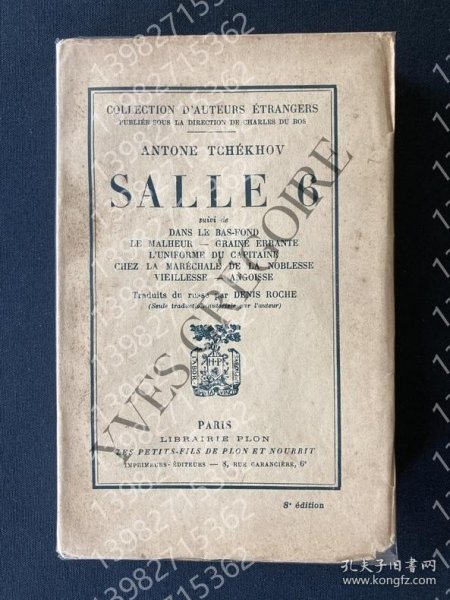 COLLECTION D'AUTEURS ÉTRANGERS
PUBLIÉE SOUS LA DIRECTION DE CHARLES DU BOS
ANTONE TCHÉKHOV
SALLE 6
suivi de
DANS LE BAS-FOND
LE MALHEUR — GRAINE ERRANTE
L'UNIFORME DU CAPITAINE
CHEZ LA MARÉCHALE DE LA NOBLESSE
VIEILLESSE — ANGOISSE
Traduits du russe par DENIS ROCHE
(Seule traduction autorisée par l'auteur)
PARIS
LIBRAIRIE PLON
LES PETITS-FILS DE PLON ET NOURRIT
IMPRIMEURS-ÉDITEURS — 8, RUE GARANCIÈRE, 6e
8e édition
YVES GRÉGOIRE
13982715362
孔夫子旧书网
www.kongfz.com